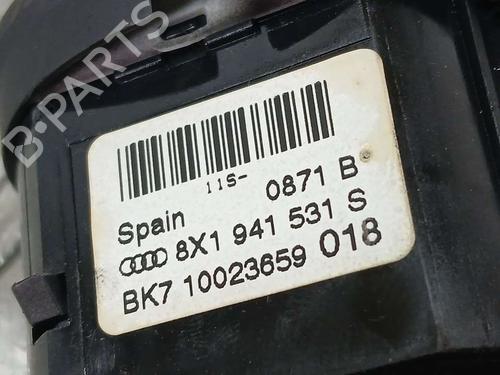 B-PARTS
11S-
0871 B
Spain
8X1 941 531 S
BK7 10023659 018